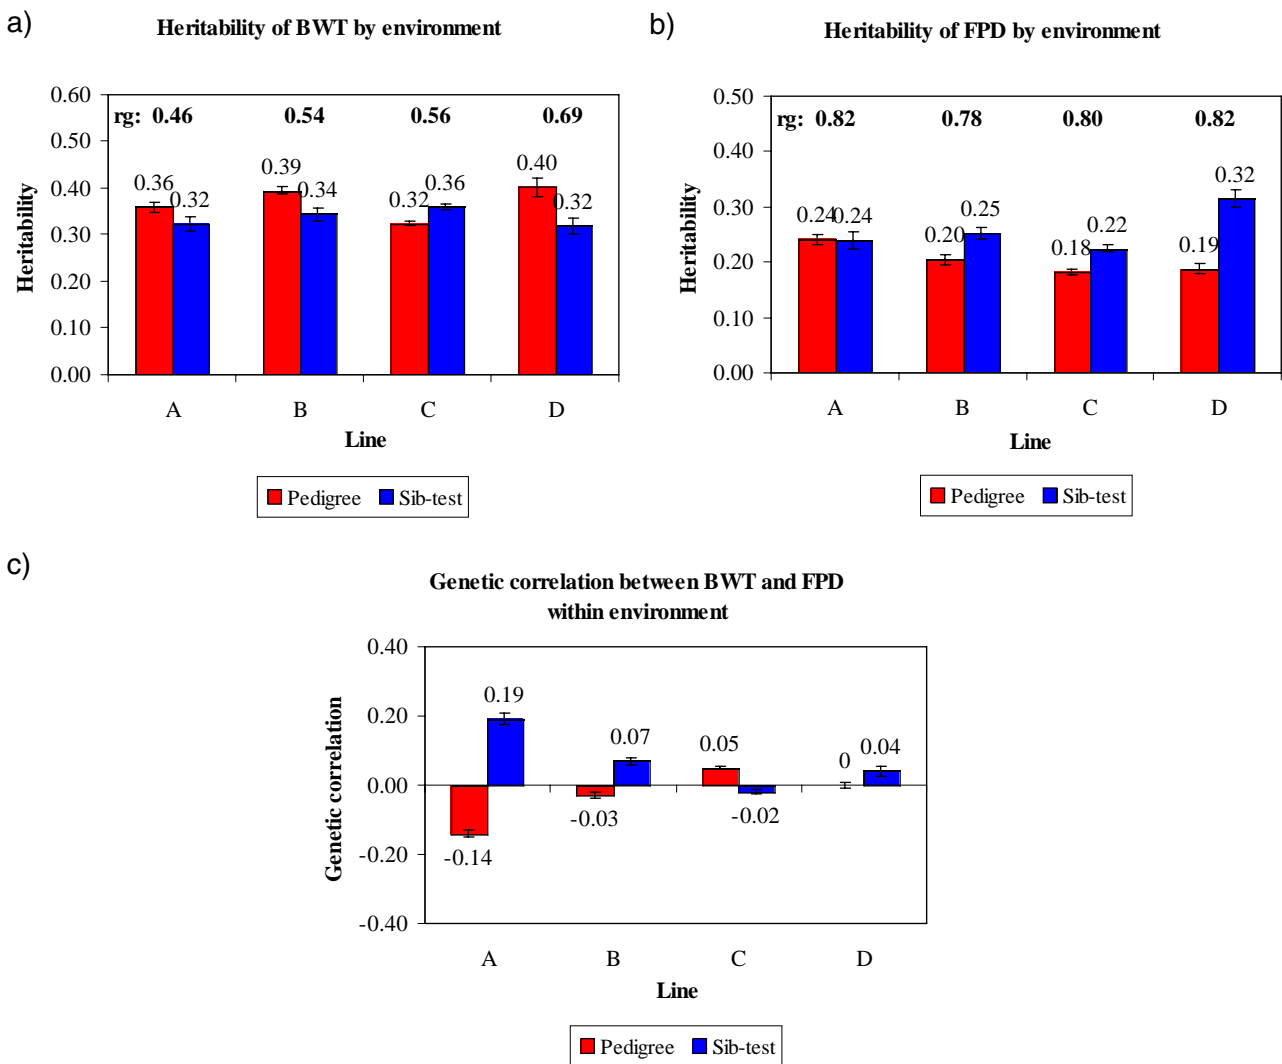 a)
Heritability of BWT by environment
0.60
0.50
0.40
0.30
0.20
0.10
0.00
Heritability
rg: 0.46 0.54 0.56 0.69
0.36 0.32 0.39 0.34 0.32 0.36 0.40 0.32
A B C D
Line
Pedigree Sib-test
b)
Heritability of FPD by environment
0.50
0.40
0.30
0.20
0.10
0.00
Heritability
rg: 0.82 0.78 0.80 0.82
0.24 0.24 0.20 0.25 0.18 0.22 0.19 0.32
A B C D
Line
Pedigree Sib-test
c)
Genetic correlation between BWT and FPD
within environment
0.40
0.20
0.00
-0.20
-0.40
Genetic correlation
-0.14 0.19 -0.03 0.07 0.05 -0.02 0 0.04
A B C D
Line
Pedigree Sib-test